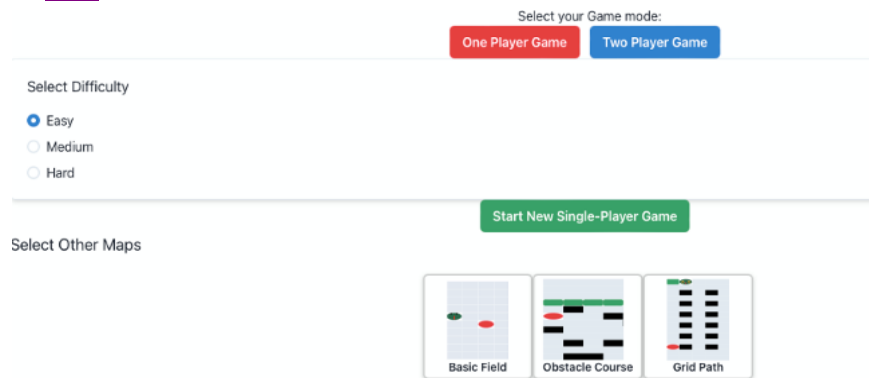 Select your Game mode:
One Player Game Two Player Game
Select Difficulty
Easy
Medium
Hard
Start New Single-Player Game
Select Other Maps
Basic Field Obstacle Course Grid Path